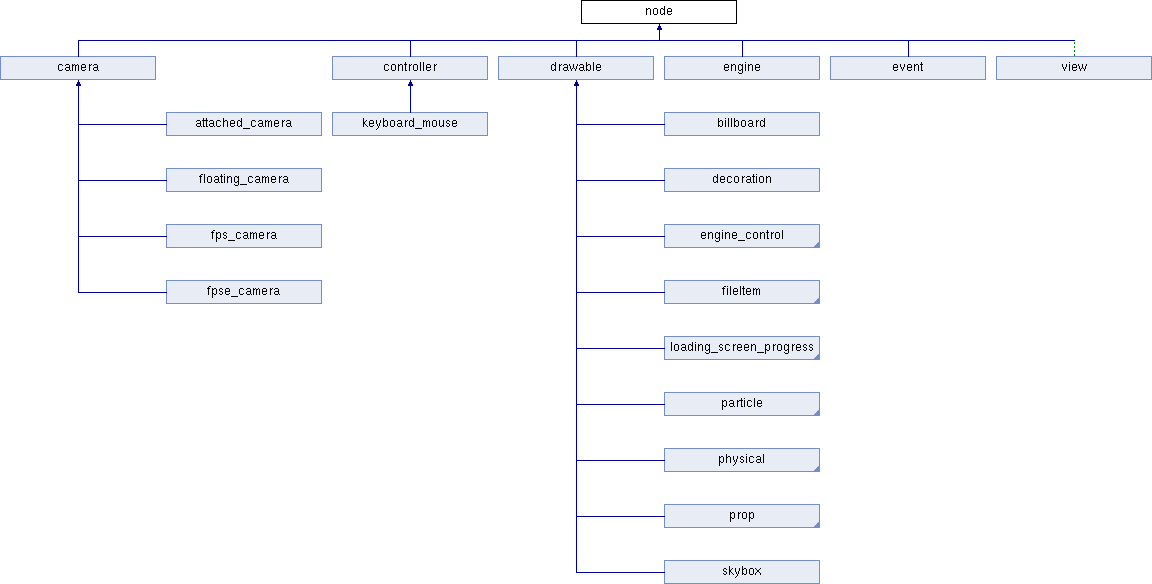 node
camera
controller
drawable
engine
event
view
attached_camera
keyboard_mouse
billboard
floating_camera
decoration
fps_camera
engine_control
fpse_camera
fileItem
loading_screen_progress
particle
physical
prop
skybox